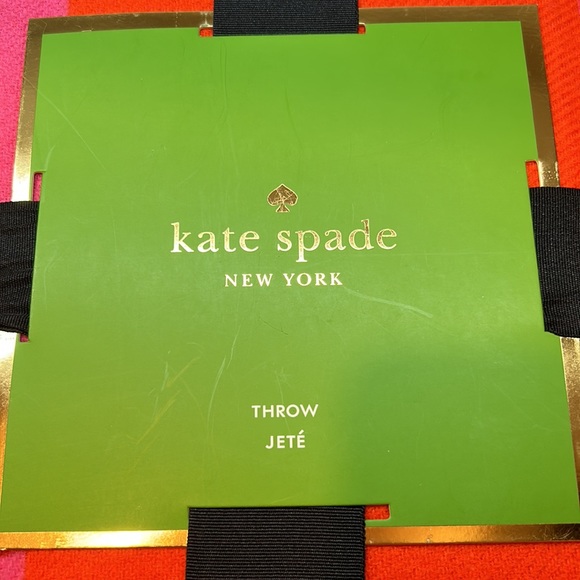 kate spade
NEW YORK
THROW
JETÉ